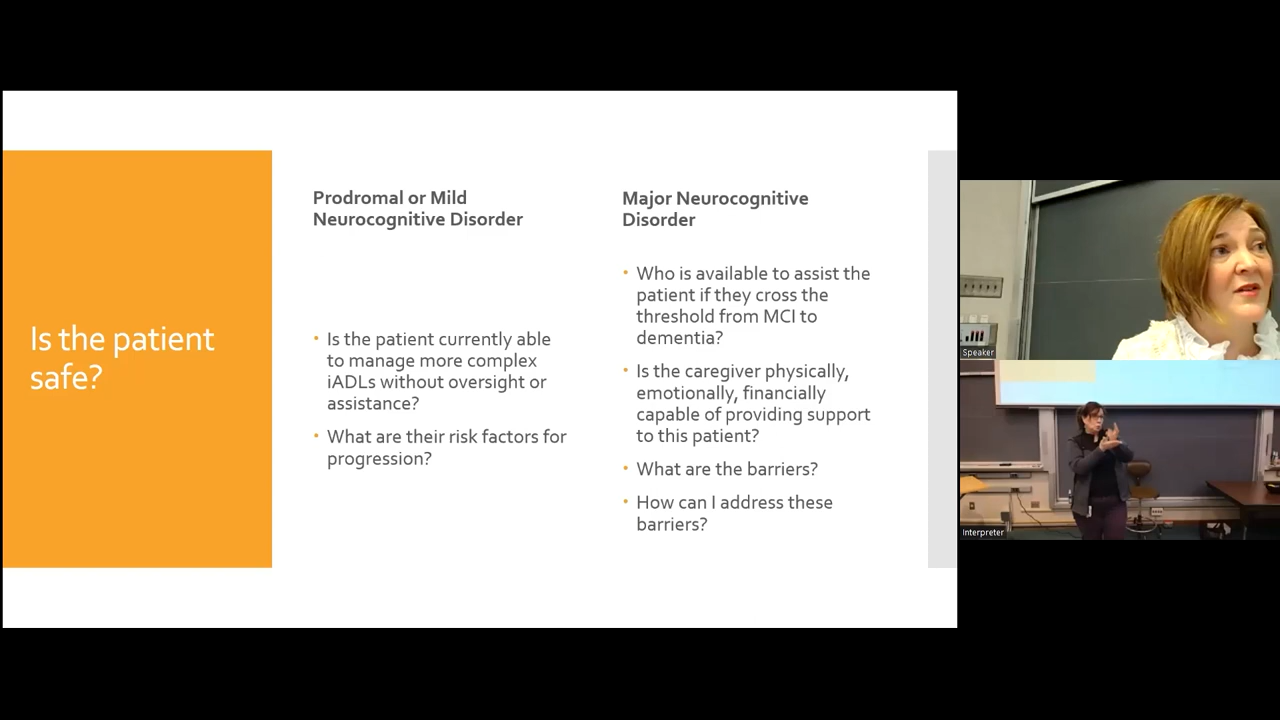 Is the patient
safe?
Prodromal or Mild
Neurocognitive Disorder
• Is the patient currently able
to manage more complex
iADLs without oversight or
assistance?
• What are their risk factors for
progression?
Major Neurocognitive
Disorder
• Who is available to assist the
patient if they cross the
threshold from MCI to
dementia?
• Is the caregiver physically,
emotionally, financially
capable of providing support
to this patient?
• What are the barriers?
• How can I address these
barriers?
Speaker
Interpreter